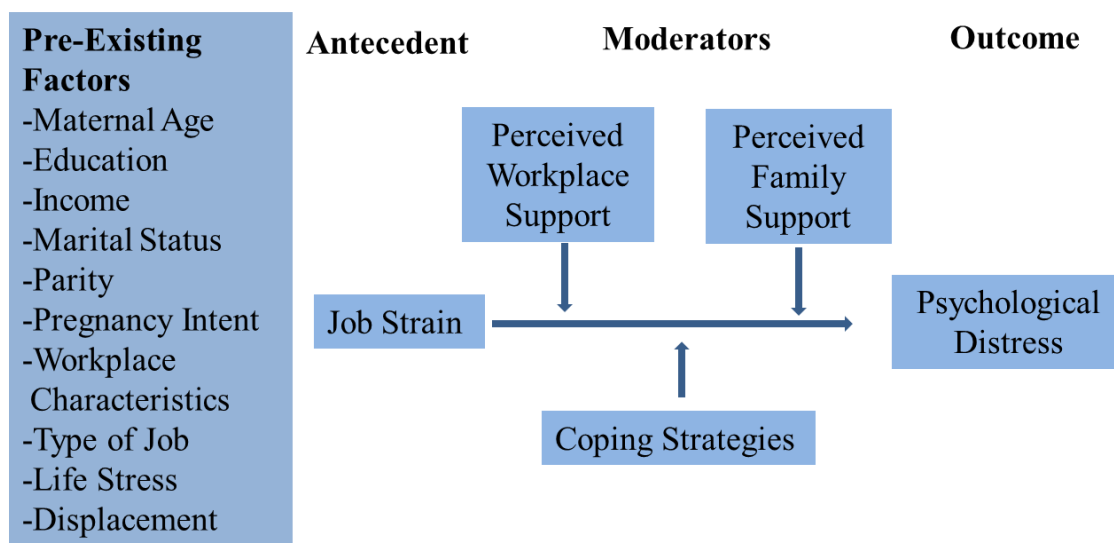 Pre-Existing
Factors
-Maternal Age
-Education
-Income
-Marital Status
-Parity
-Pregnancy Intent
-Workplace
Characteristics
-Type of Job
-Life Stress
-Displacement
Antecedent
Moderators
Outcome
Perceived
Workplace
Support
Perceived
Family
Support
Job Strain
Psychological
Distress
Coping Strategies